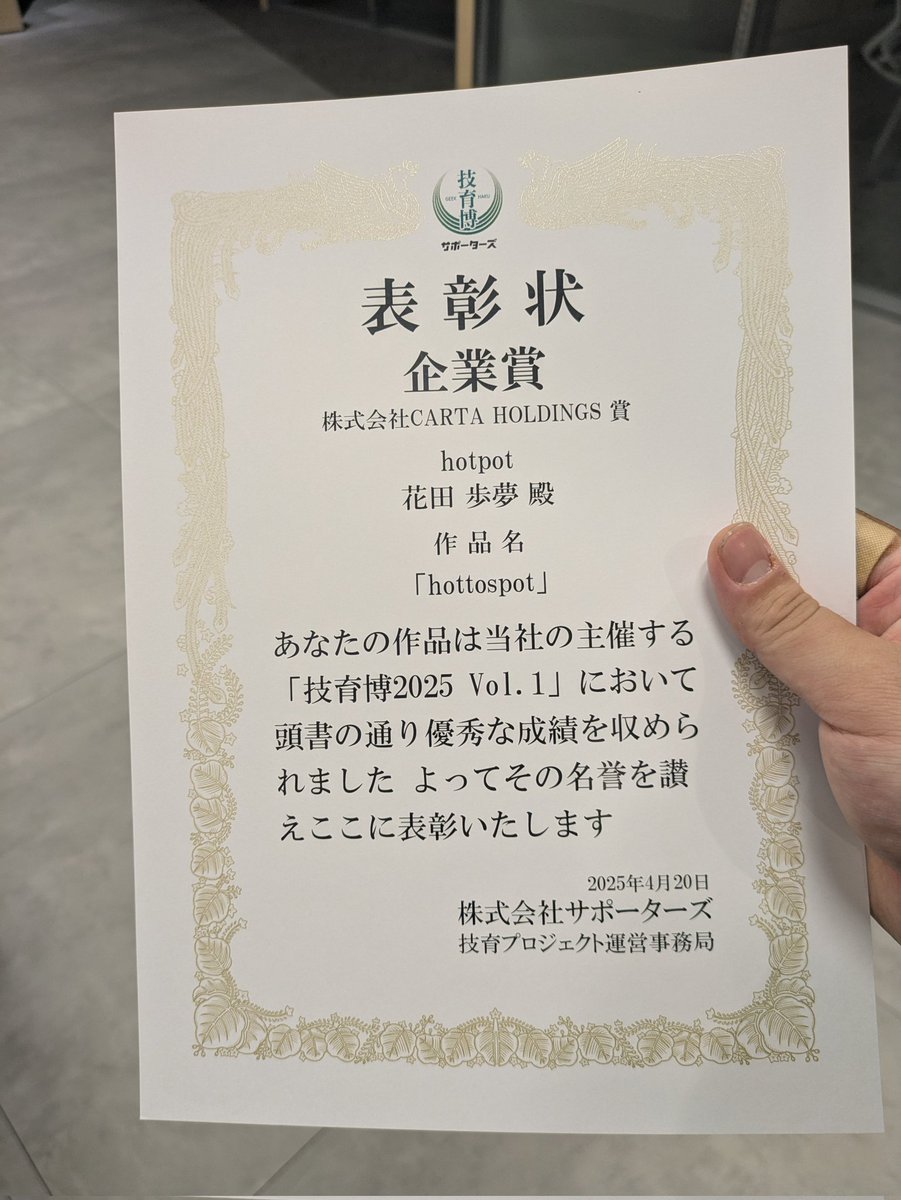 技育博
GEEK HAKU
サポーターズ
表彰状
企業賞
株式会社CARTA HOLDINGS 賞
hotpot
花田 歩夢 殿
作品名
「hottospot」
あなたの作品は当社の主催する
「技育博2025 Vol.1」において
頭書の通り優秀な成績を収めら
れました よってその名誉を讃
えここに表彰いたします
2025年4月20日
株式会社サポーターズ
技育プロジェクト運営事務局